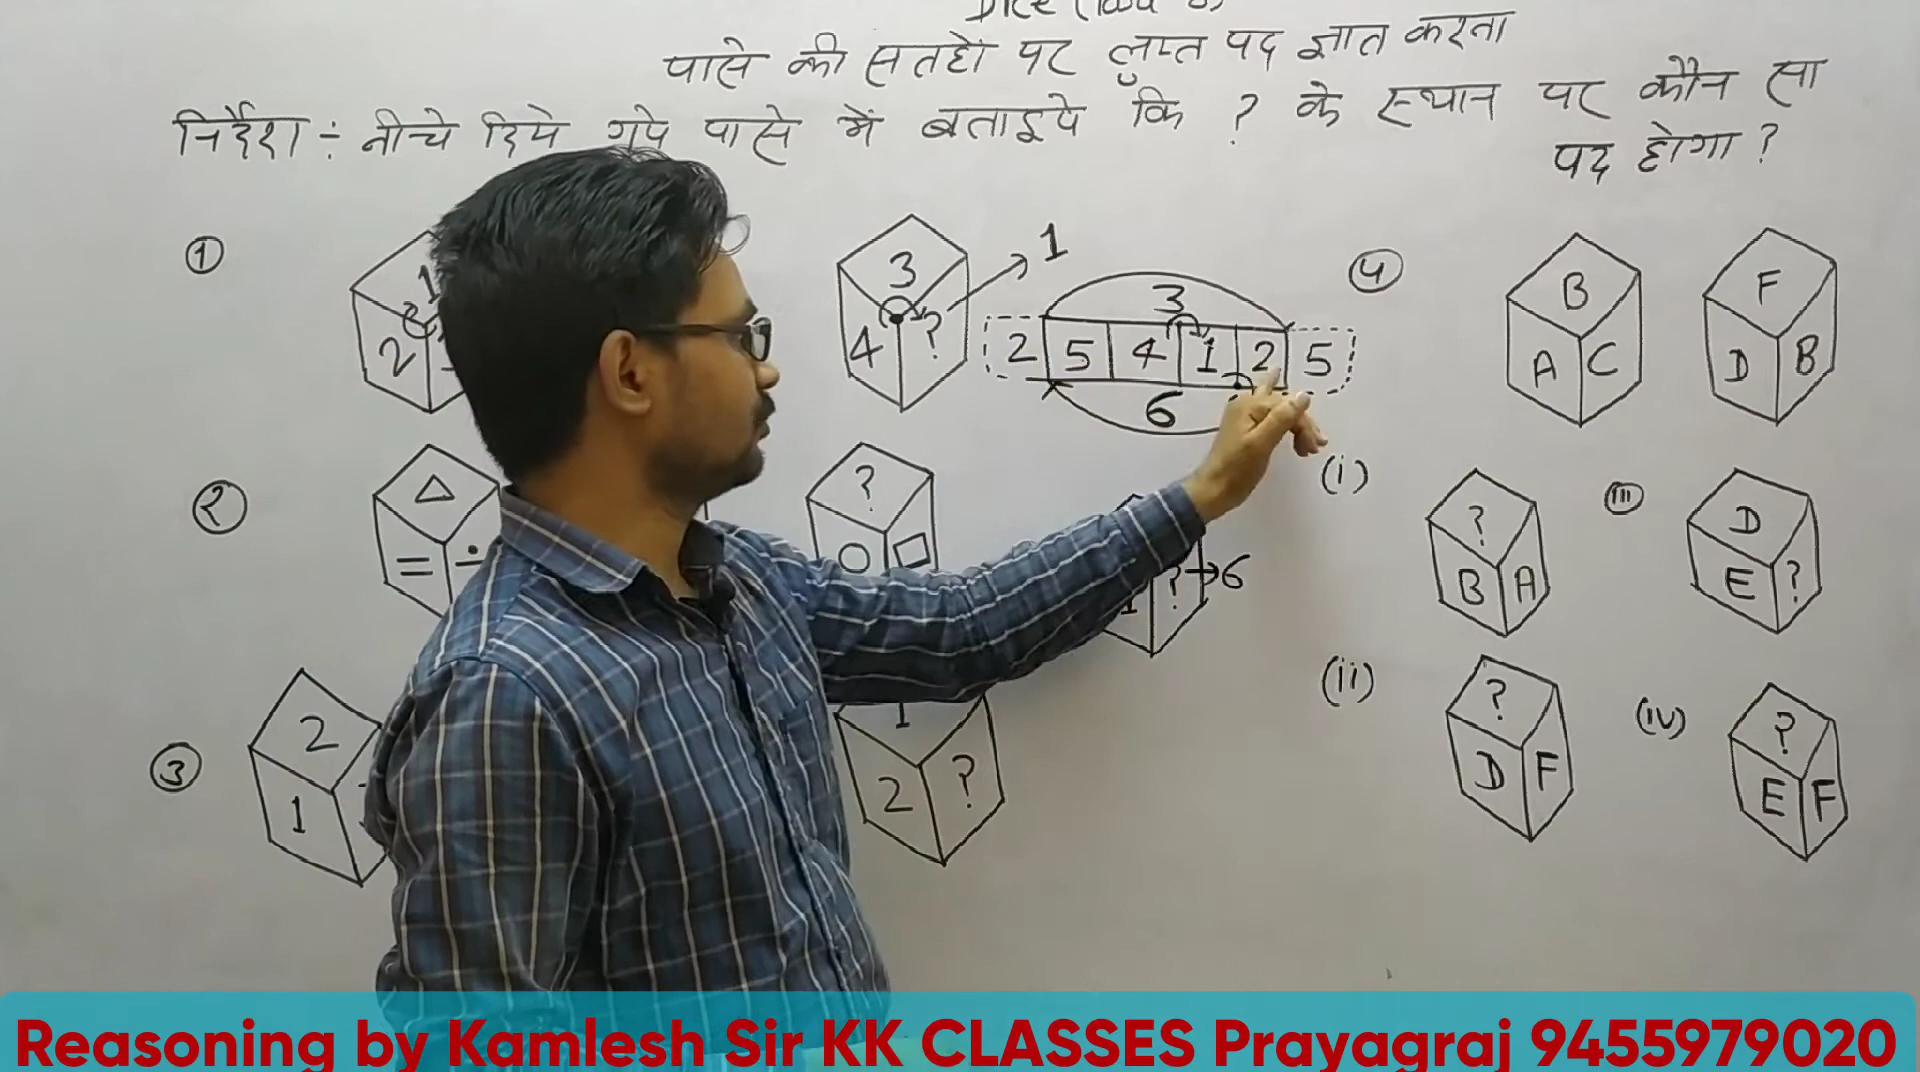 पासे की सतहों पर लुप्त पद ज्ञात करना
निर्देश ÷ नीचे दिये गये पासे में बताइये कि ? के स्थान पर कौन सा
पद होगा ?
①
1
2
3
4 ?
1
3
2 5 4 1 2 5
6
④
B
A C
F
D B
②
△
= ÷
?
○ □
? → 6
(i)
?
B A
(iii)
D
E ?
③
2
1
1
2 ?
(ii)
?
D F
(iv)
?
E F
Reasoning by Kamlesh Sir KK CLASSES Prayagraj 9455979020